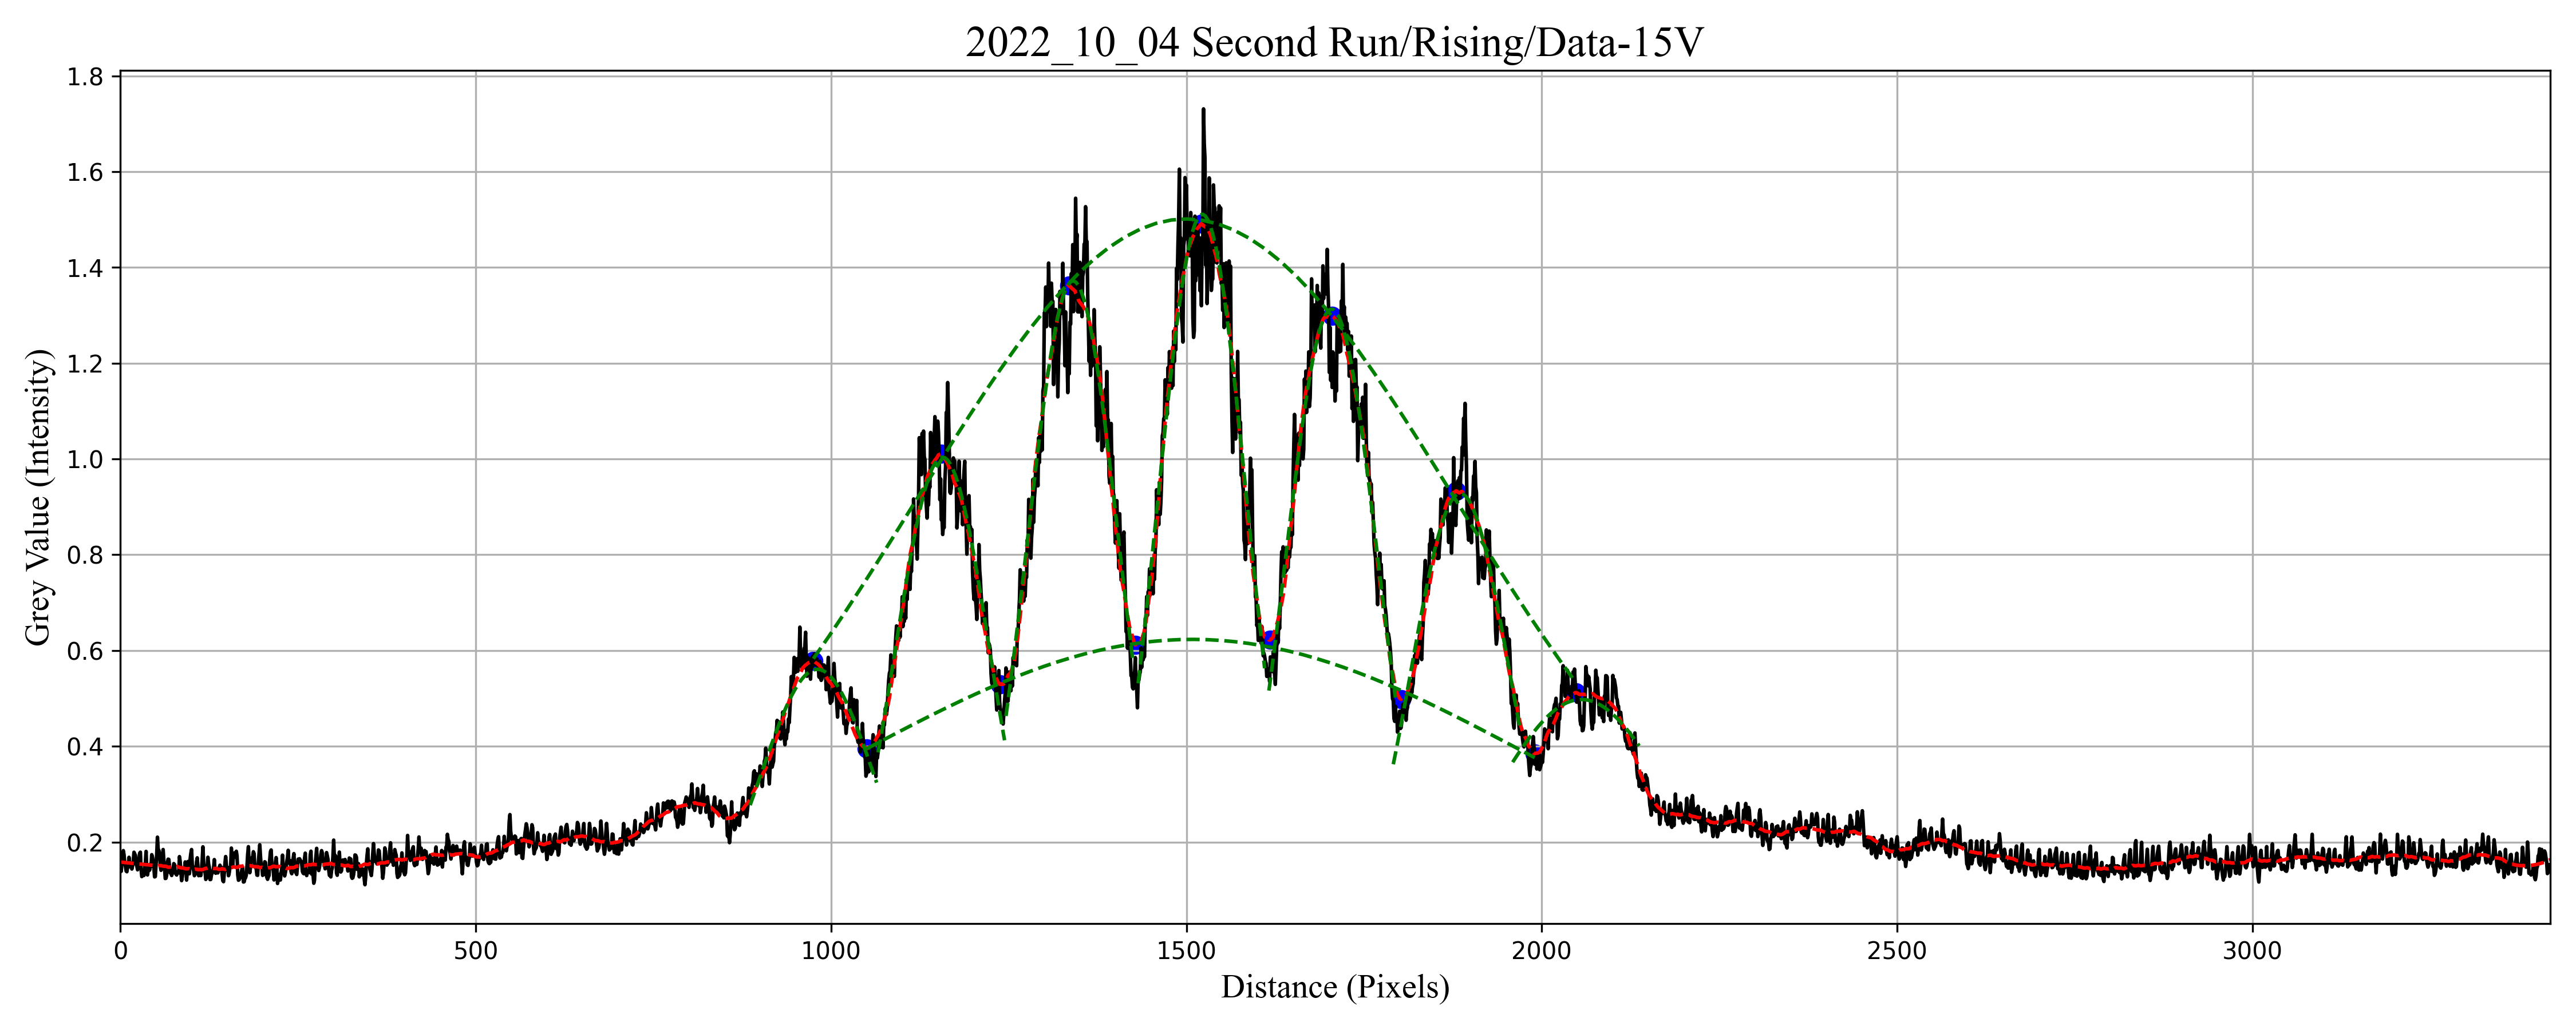 2022_10_04 Second Run/Rising/Data-15V
Grey Value (Intensity)
1.8
1.6
1.4
1.2
1.0
0.8
0.6
0.4
0.2
0 500 1000 1500 2000 2500 3000
Distance (Pixels)